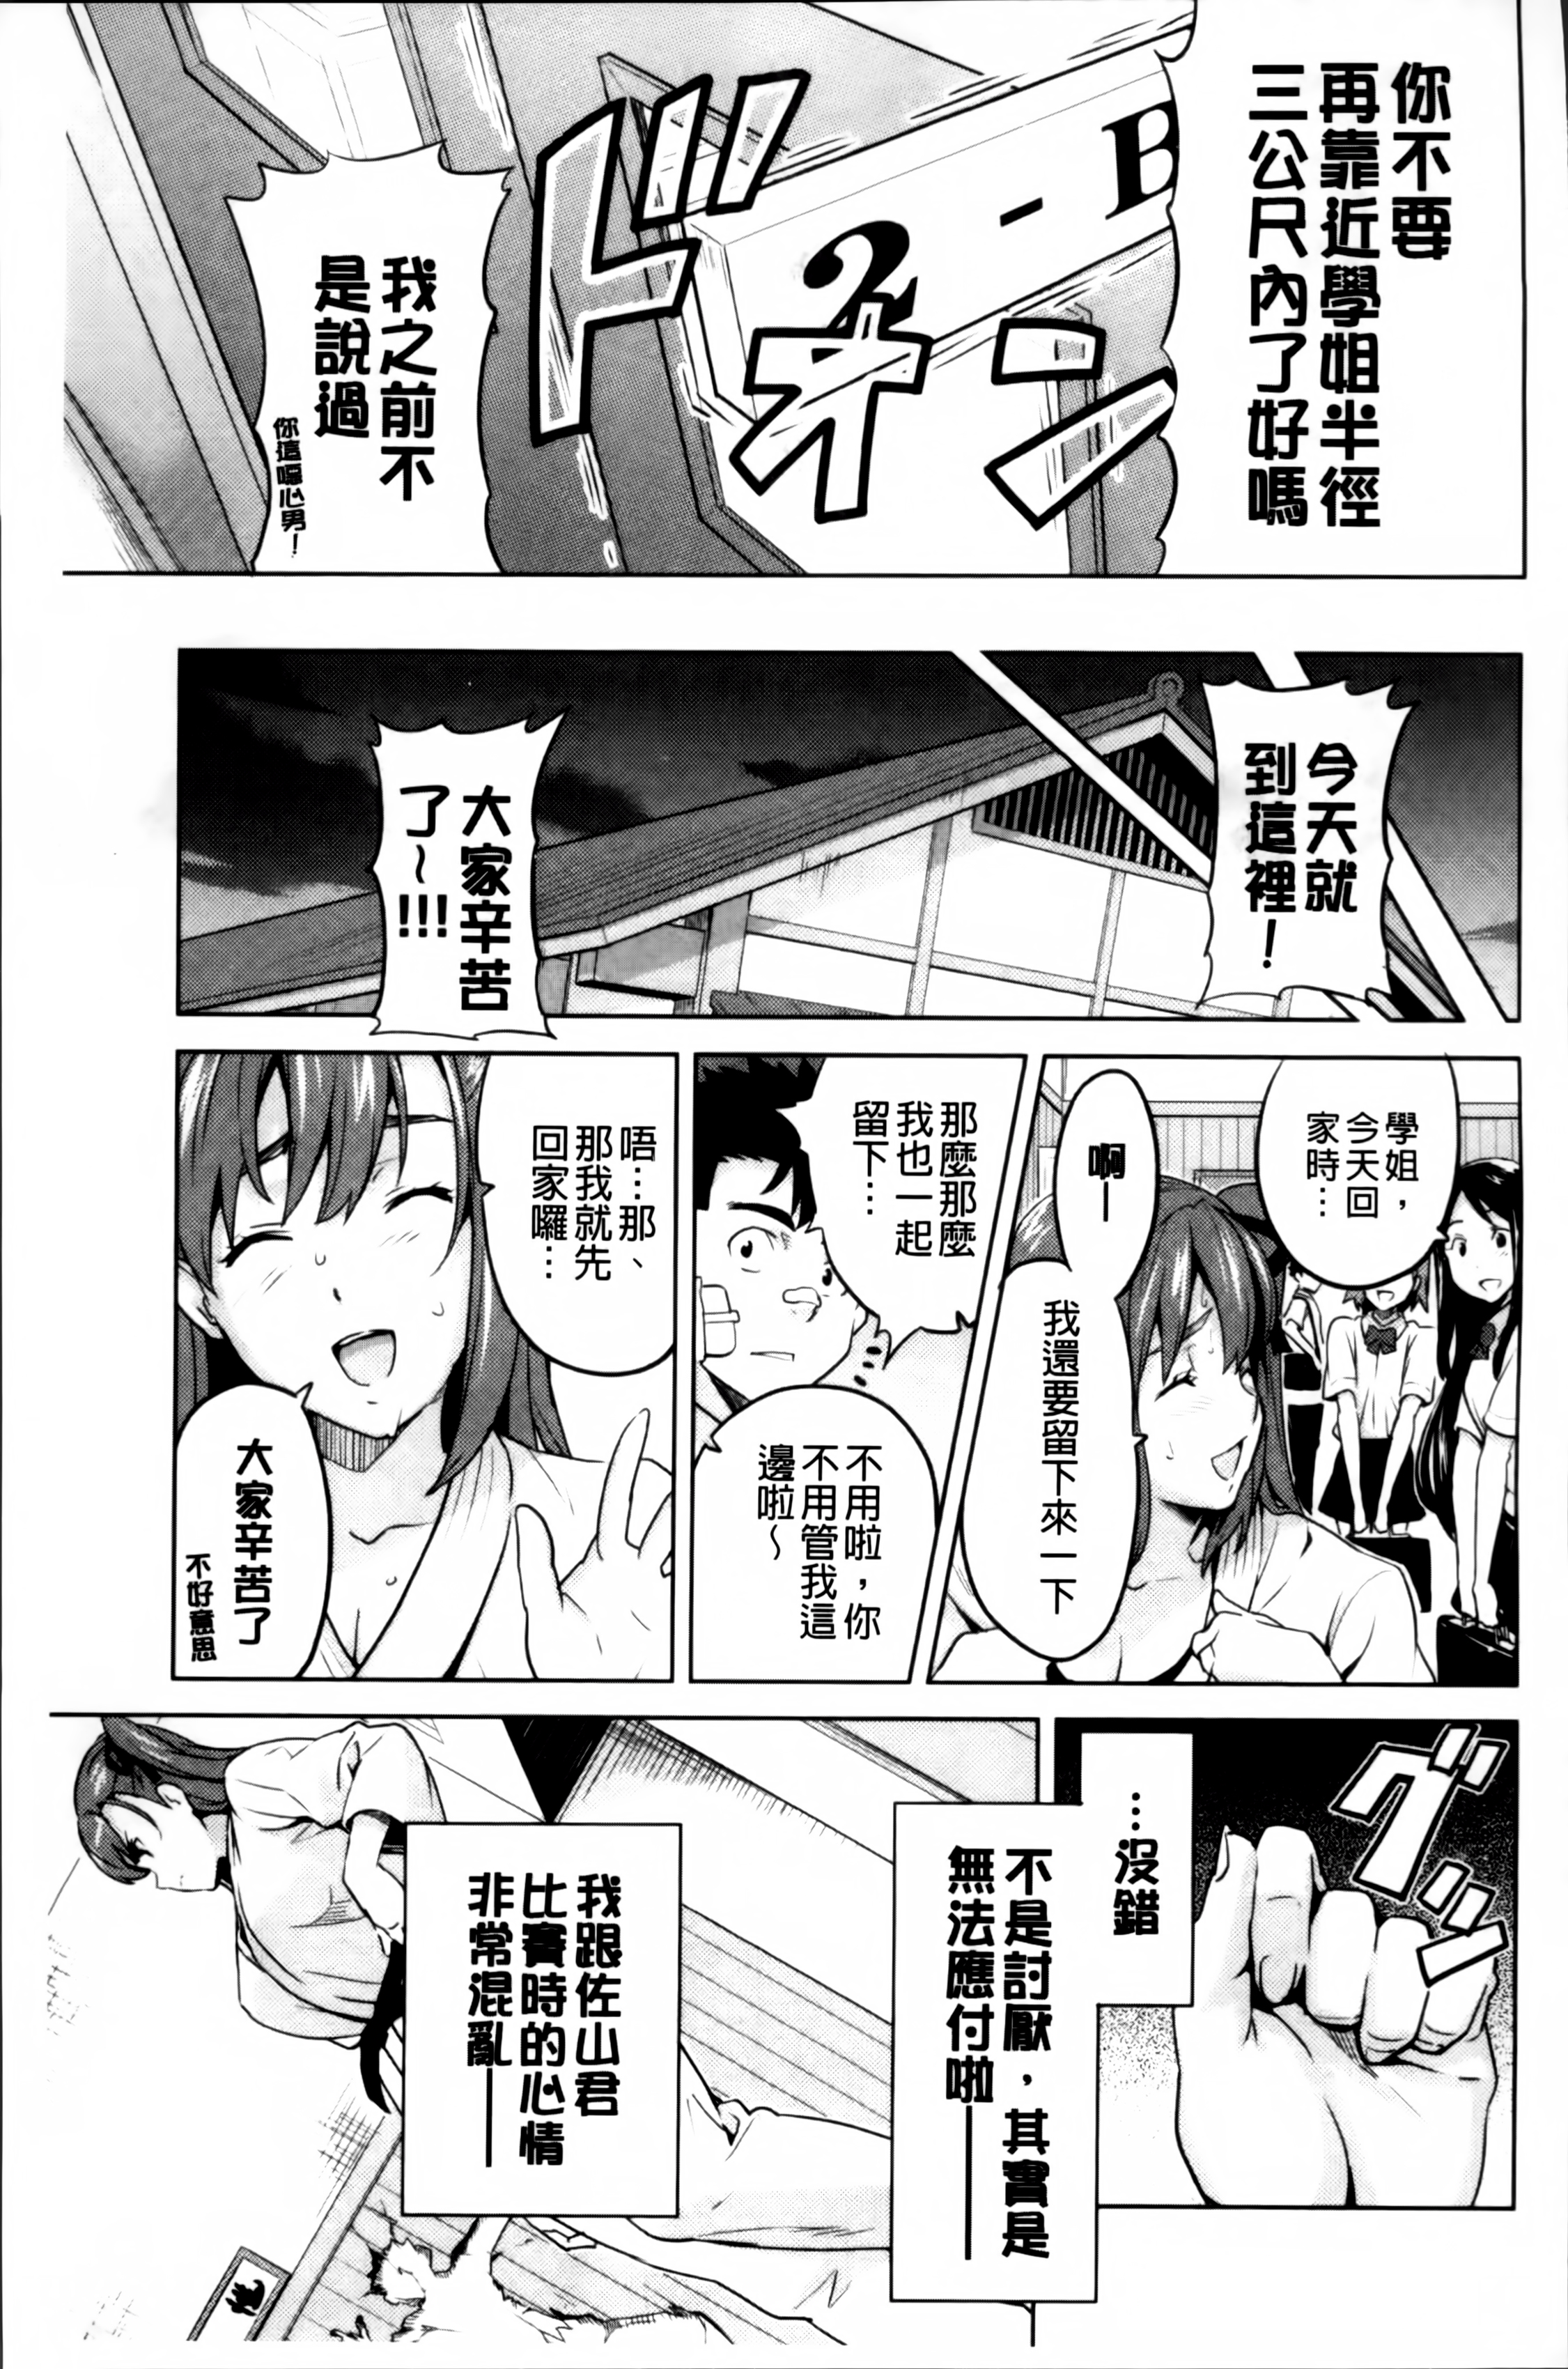 你不要
再靠近學姐半徑
三公尺內了好嗎
2-B
ドオン
我之前不
是說過
你這噁心男！
今天就
到這裡！
大家辛苦
了～!!!
學姐，
今天回
家時…
啊—
我還要留下來一下
那麼那麼
我也一起
留下…
不用啦，你
不用管我這
邊啦～
唔…那、
那我就先
回家囉…
大家辛苦了
不好意思
グッ
…沒錯
不是討厭，其實是
無法應付啦——
我跟佐山君
比賽時的心情
非常混亂——